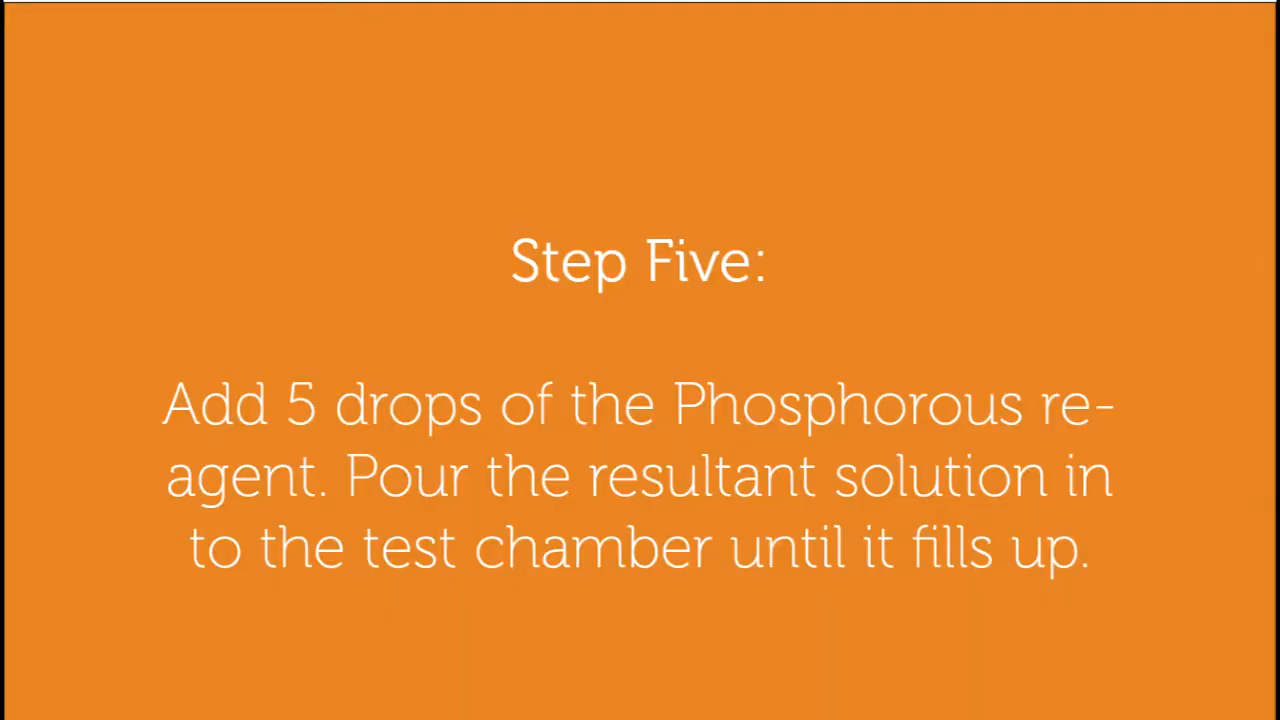 Step Five:
Add 5 drops of the Phosphorous re-
agent. Pour the resultant solution in
to the test chamber until it fills up.